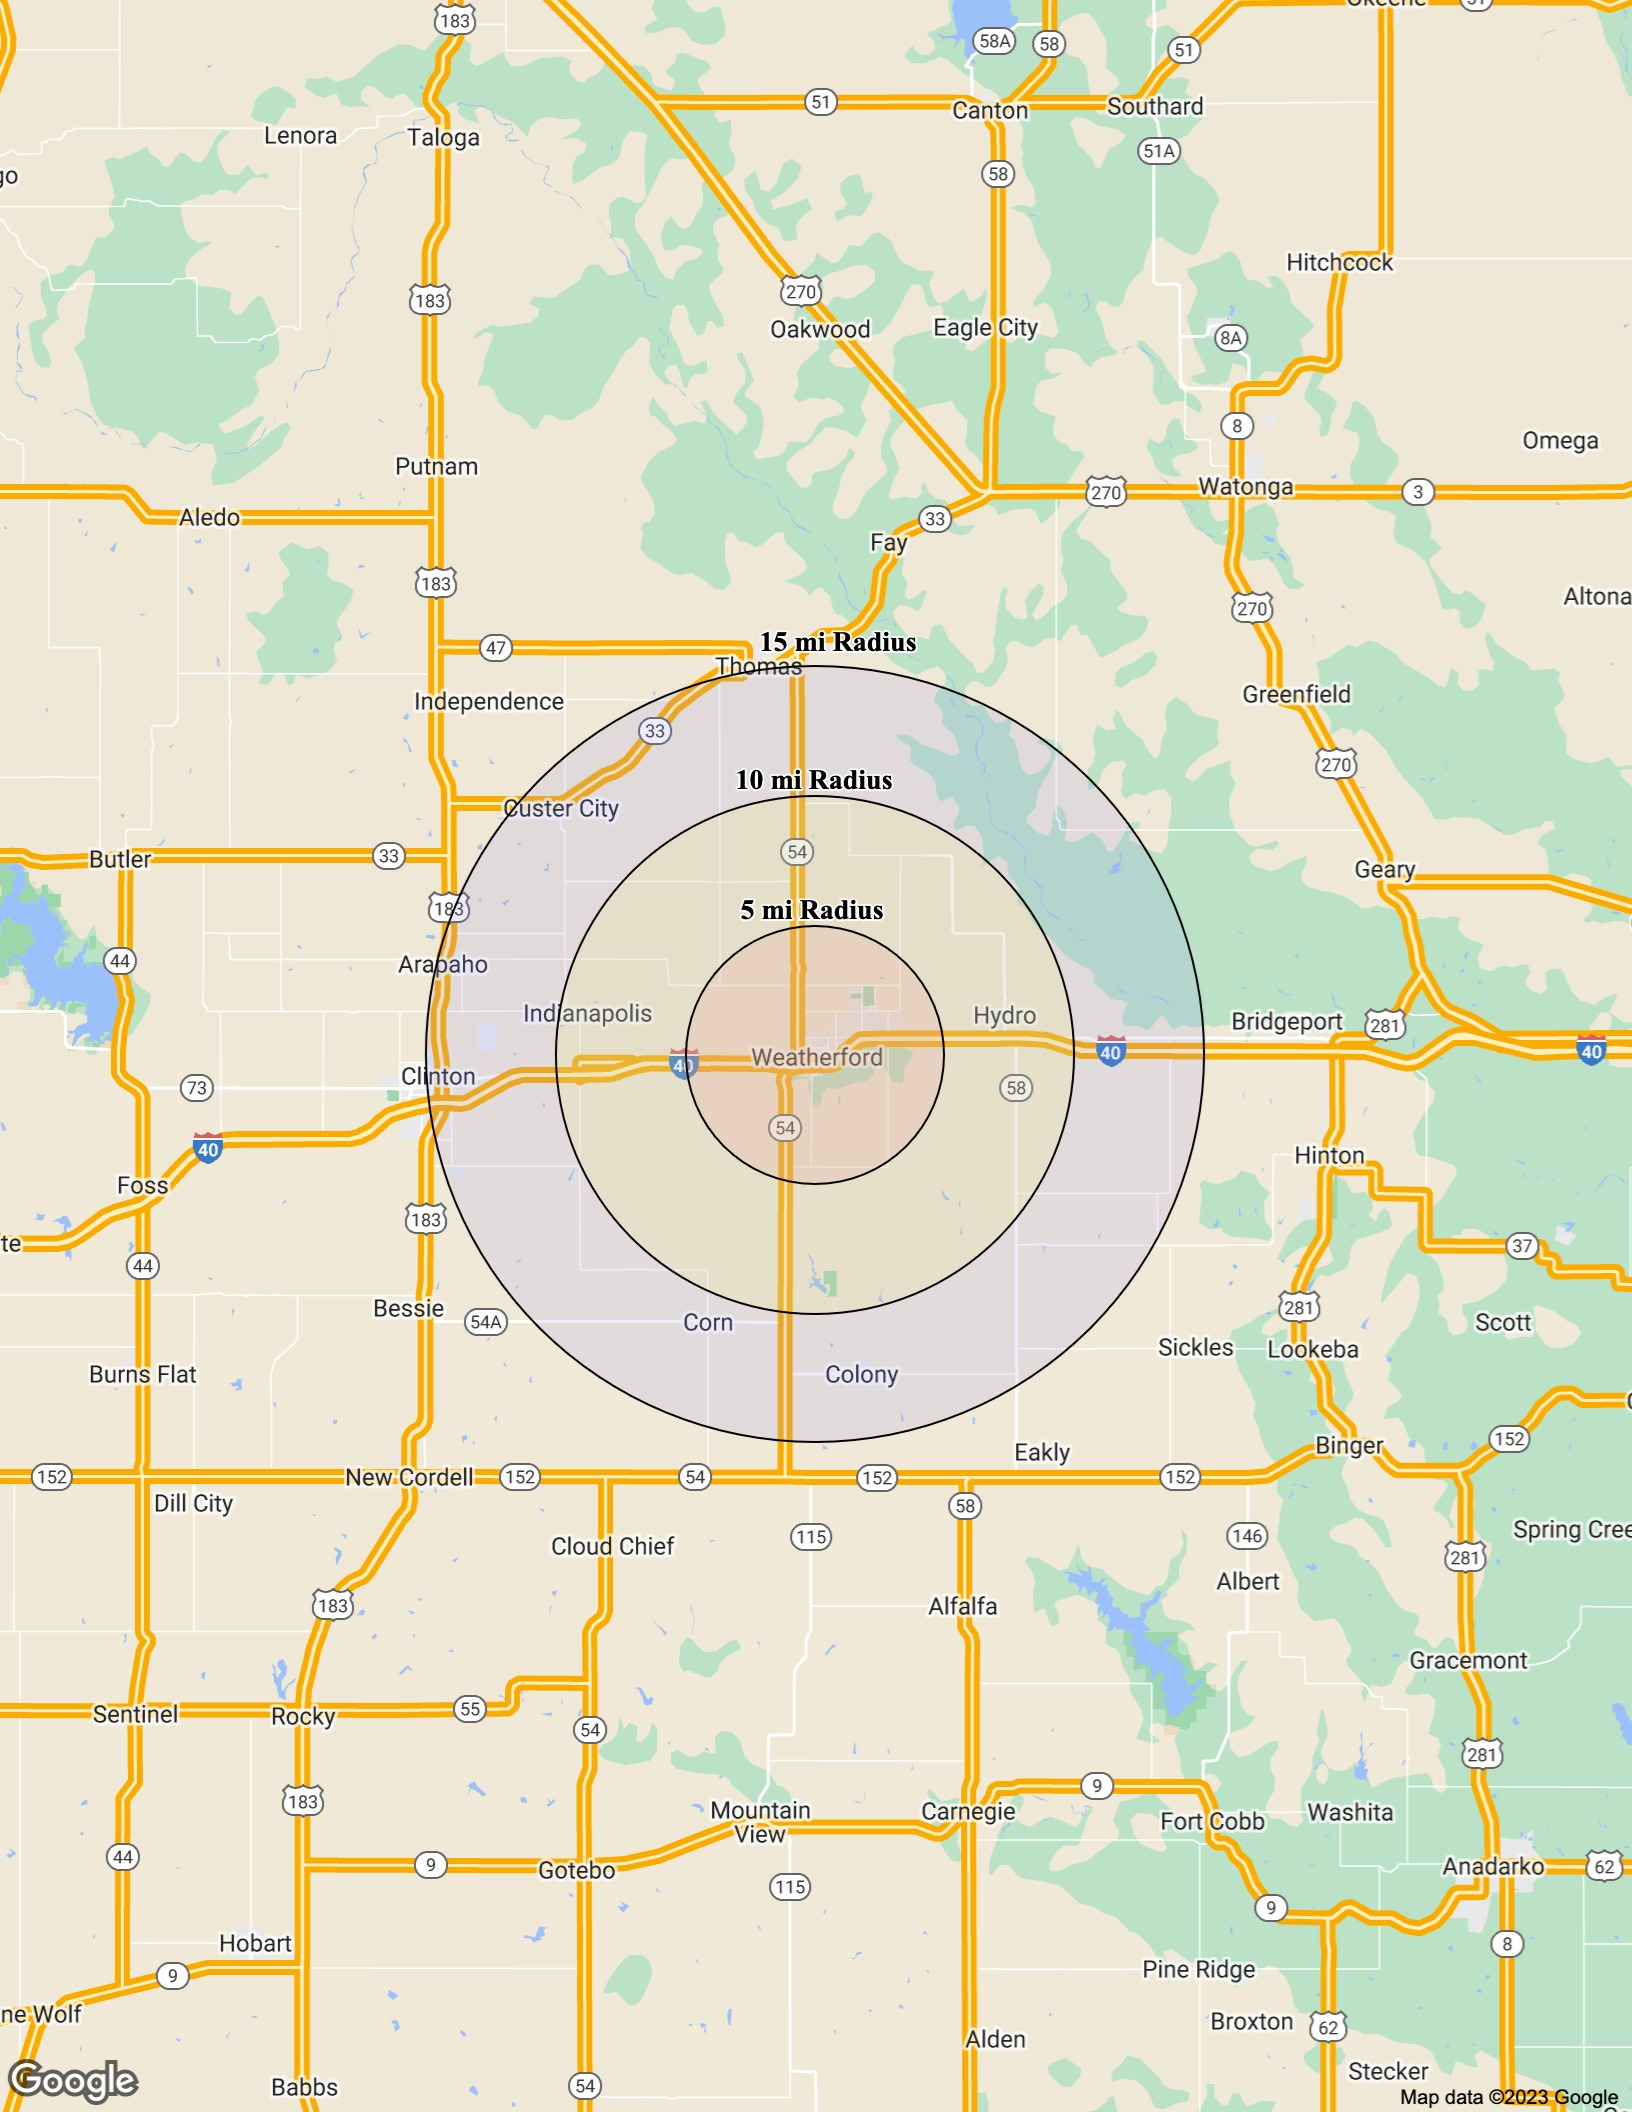 Okeene
51
183
58A
58
51
51
Canton
Southard
Lenora
Taloga
51A
58
go
Hitchcock
270
183
Oakwood
Eagle City
8A
8
Omega
Putnam
Watonga
270
3
Aledo
33
Fay
183
Altona
270
15 mi Radius
47
Thomas
Independence
Greenfield
33
270
10 mi Radius
Custer City
54
33
Butler
Geary
183
5 mi Radius
44
Arapaho
Indianapolis
Hydro
Bridgeport
281
40
40
Weatherford
40
Clinton
73
58
54
40
Hinton
Foss
183
te
37
44
281
Bessie
54A
Corn
Scott
Sickles
Lookeba
Burns Flat
Colony
Eakly
Binger
152
152
New Cordell
152
54
152
152
Dill City
58
115
146
Spring Cree
Cloud Chief
281
Albert
183
Alfalfa
Gracemont
55
Sentinel
Rocky
54
281
9
183
Mountain
View
Carnegie
Fort Cobb
Washita
44
9
Gotebo
Anadarko
62
115
9
Hobart
8
9
Pine Ridge
ne Wolf
Broxton
62
Alden
Stecker
Google
Babbs
54
Map data ©2023 Google